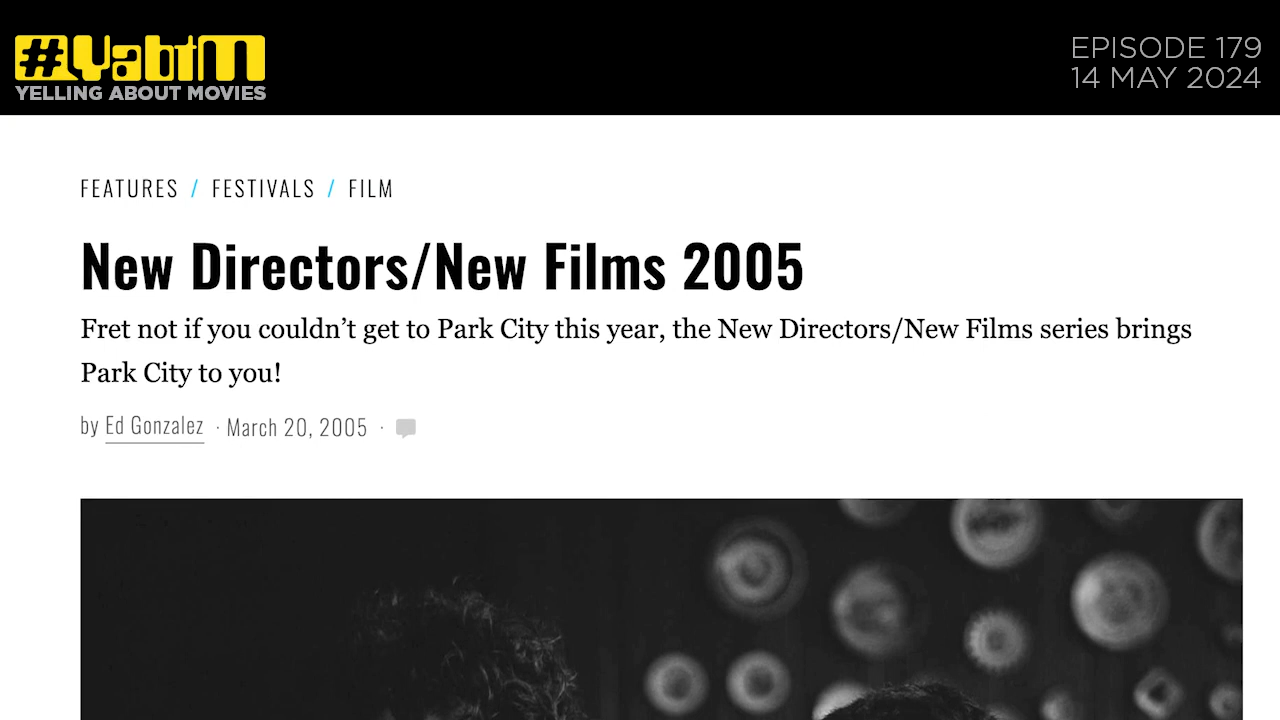 #Yabtm
YELLING ABOUT MOVIES
EPISODE 179
14 MAY 2024
FEATURES / FESTIVALS / FILM
New Directors/New Films 2005
Fret not if you couldn’t get to Park City this year, the New Directors/New Films series brings
Park City to you!
by Ed Gonzalez · March 20, 2005 ·